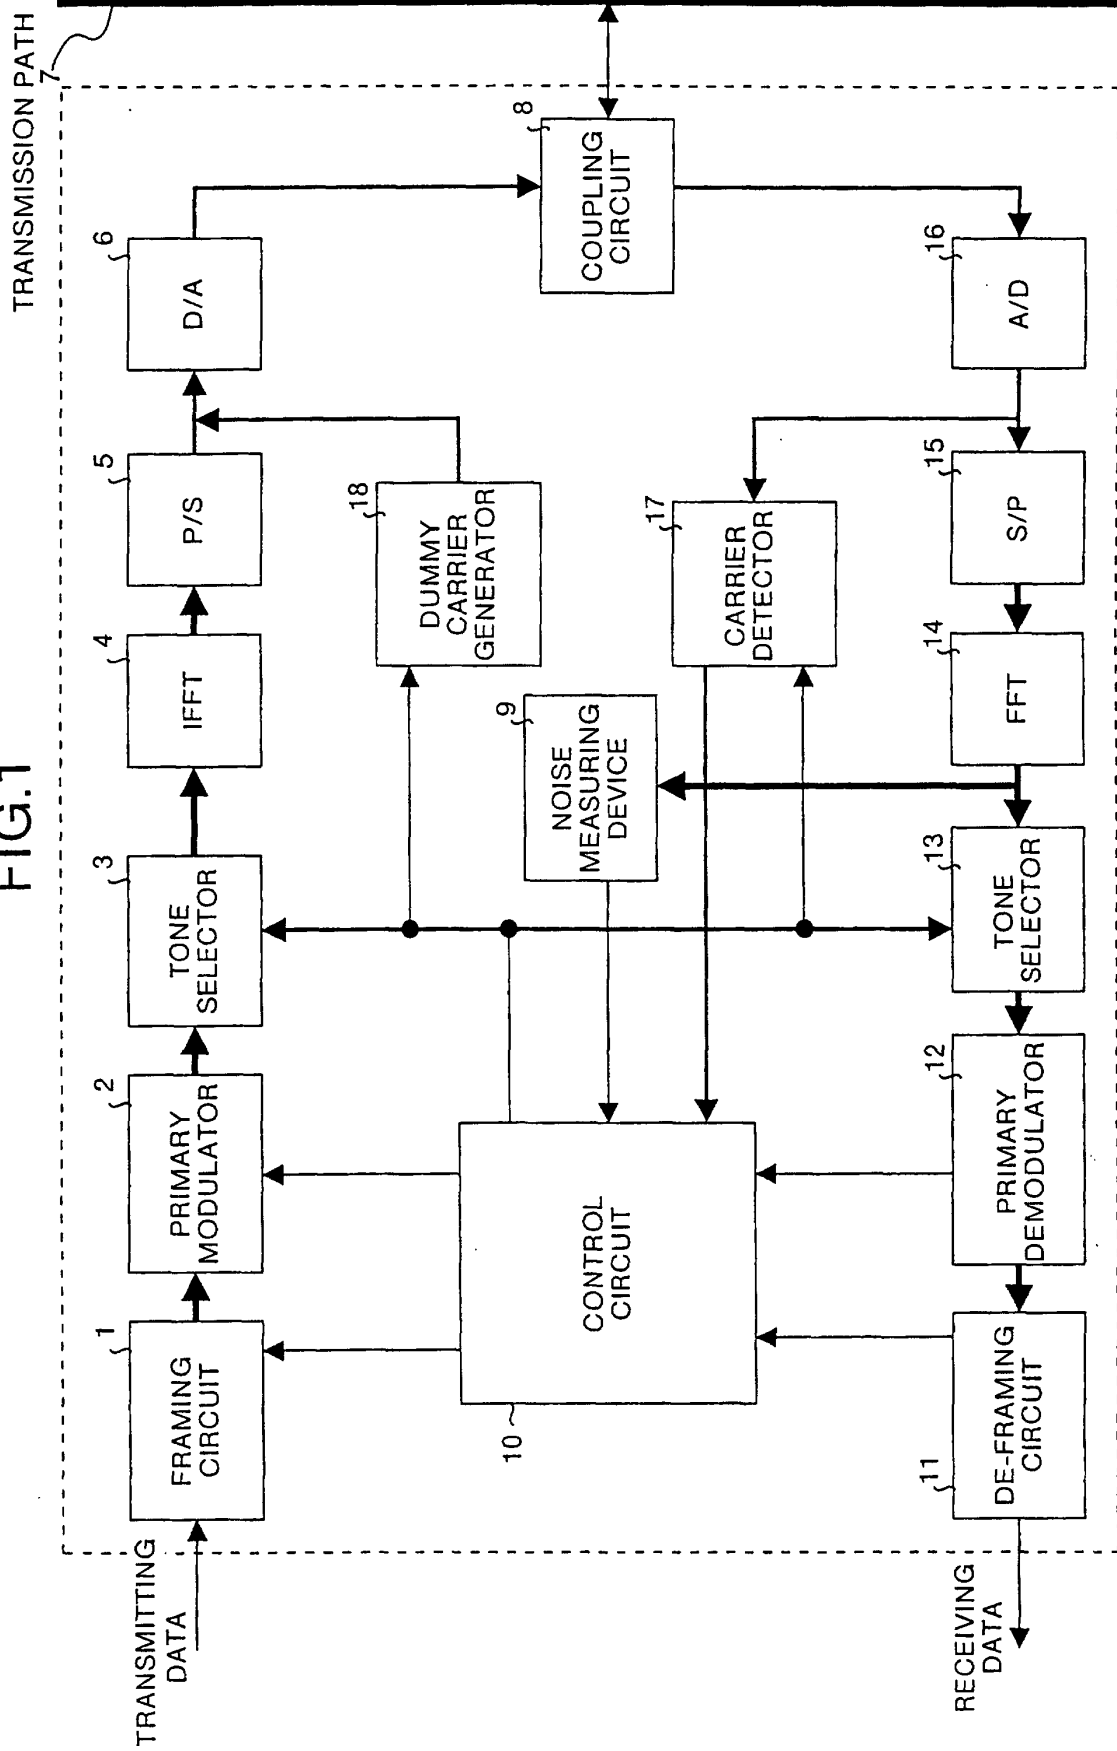 FIG.1
TRANSMISSION PATH
7
TRANSMITTING
DATA
1
FRAMING
CIRCUIT
2
PRIMARY
MODULATOR
3
TONE
SELECTOR
4
IFFT
5
P/S
6
D/A
18
DUMMY
CARRIER
GENERATOR
8
COUPLING
CIRCUIT
9
NOISE
MEASURING
DEVICE
10
CONTROL
CIRCUIT
17
CARRIER
DETECTOR
RECEIVING
DATA
11
DE-FRAMING
CIRCUIT
12
PRIMARY
DEMODULATOR
13
TONE
SELECTOR
14
FFT
15
S/P
16
A/D